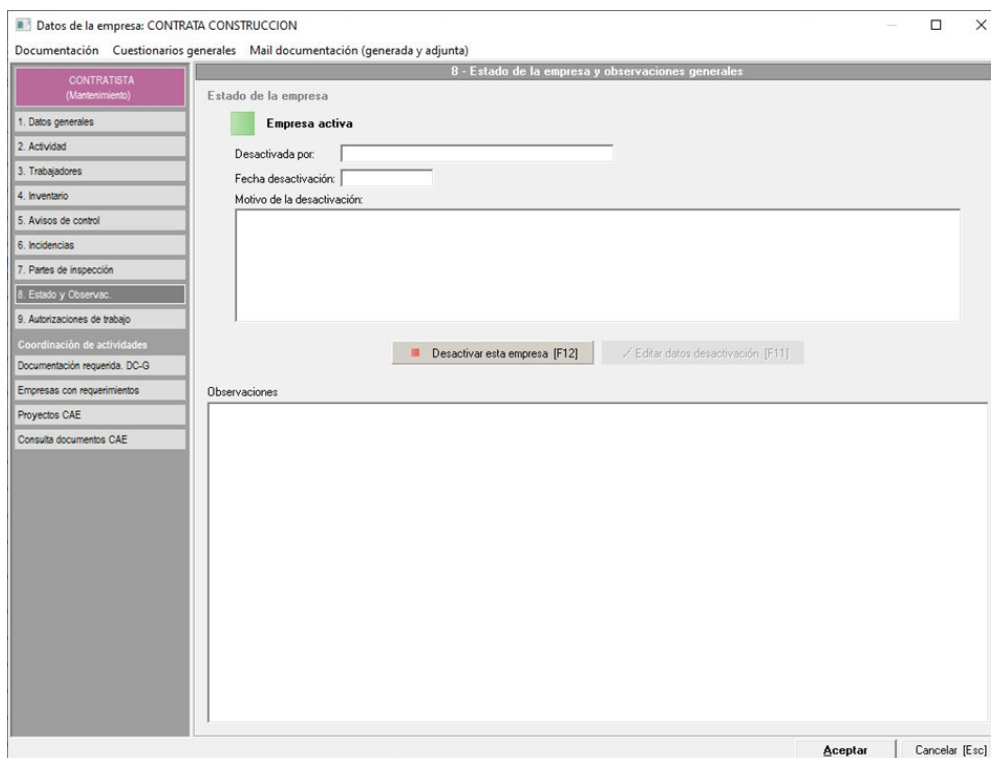 Datos de la empresa: CONTRATA CONSTRUCCION
Documentación Cuestionarios generales Mail documentación (generada y adjunta)
CONTRATISTA
(Mantenimiento)
1. Datos generales
2. Actividad
3. Trabajadores
4. Inventario
5. Avisos de control
6. Incidencias
7. Partes de inspección
8. Estado y Observac.
9. Autorizaciones de trabajo
Coordinación de actividades
Documentación requerida. DC-G
Empresas con requerimientos
Proyectos CAE
Consulta documentos CAE
8 - Estado de la empresa y observaciones generales
Estado de la empresa
Empresa activa
Desactivada por:
Fecha desactivación:
Motivo de la desactivación:
Desactivar esta empresa [F12] Editar datos desactivación [F11]
Observaciones
Aceptar Cancelar [Esc]